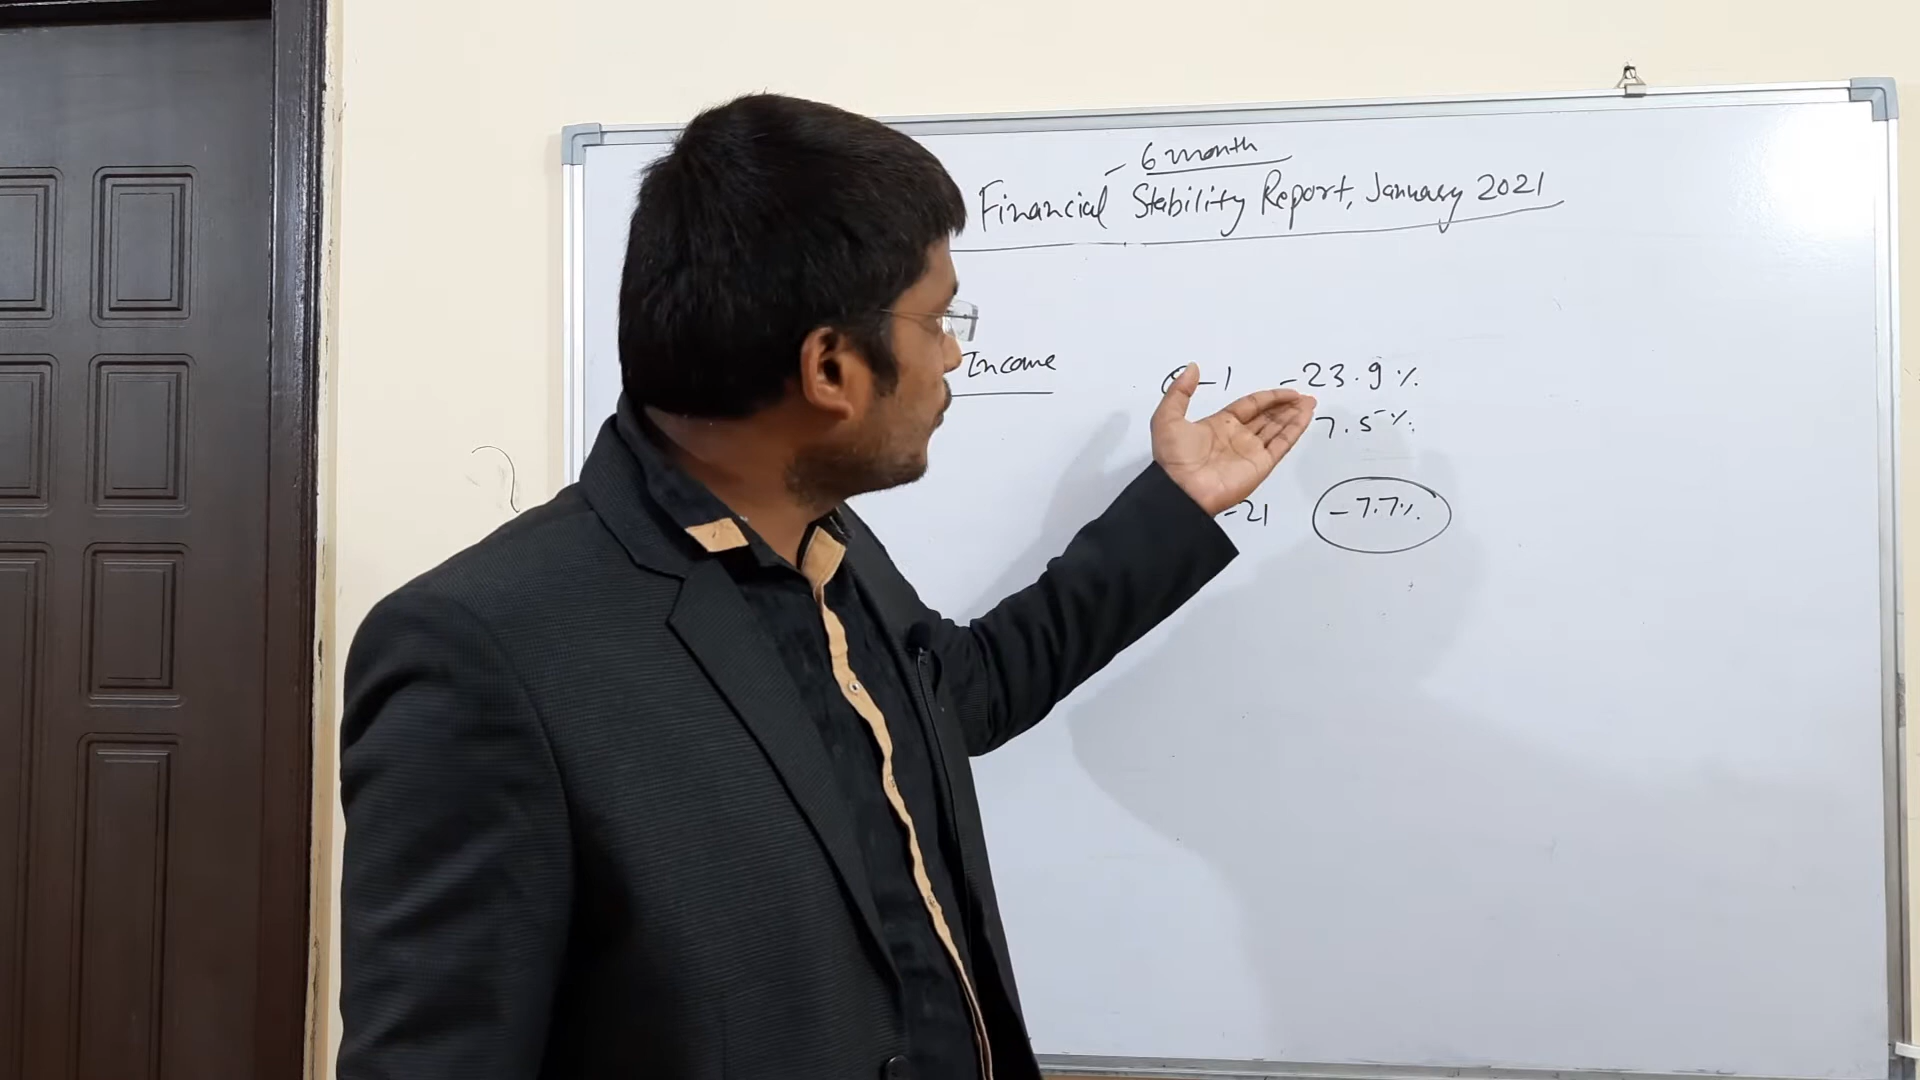 - 6 month
Financial Stability Report, January 2021
Income
-1 -23.9%
7.5%
-21 -7.7%